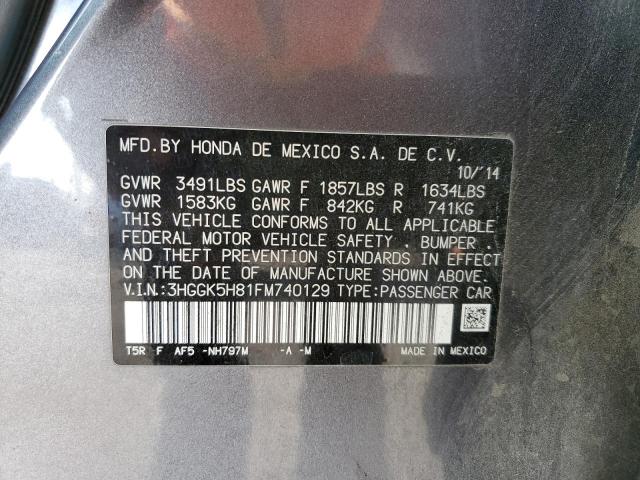 MFD.BY HONDA DE MEXICO S.A. DE C.V.
10/'14
GVWR 3491LBS GAWR F 1857LBS R 1634LBS
GVWR 1583KG GAWR F 842KG R 741KG
THIS VEHICLE CONFORMS TO ALL APPLICABLE
FEDERAL MOTOR VEHICLE SAFETY . BUMPER .
AND THEFT PREVENTION STANDARDS IN EFFECT
ON THE DATE OF MANUFACTURE SHOWN ABOVE.
V.I.N.:3HGGK5H81FM740129 TYPE:PASSENGER CAR
T5R F AF5 -NH797M -A -M MADE IN MEXICO